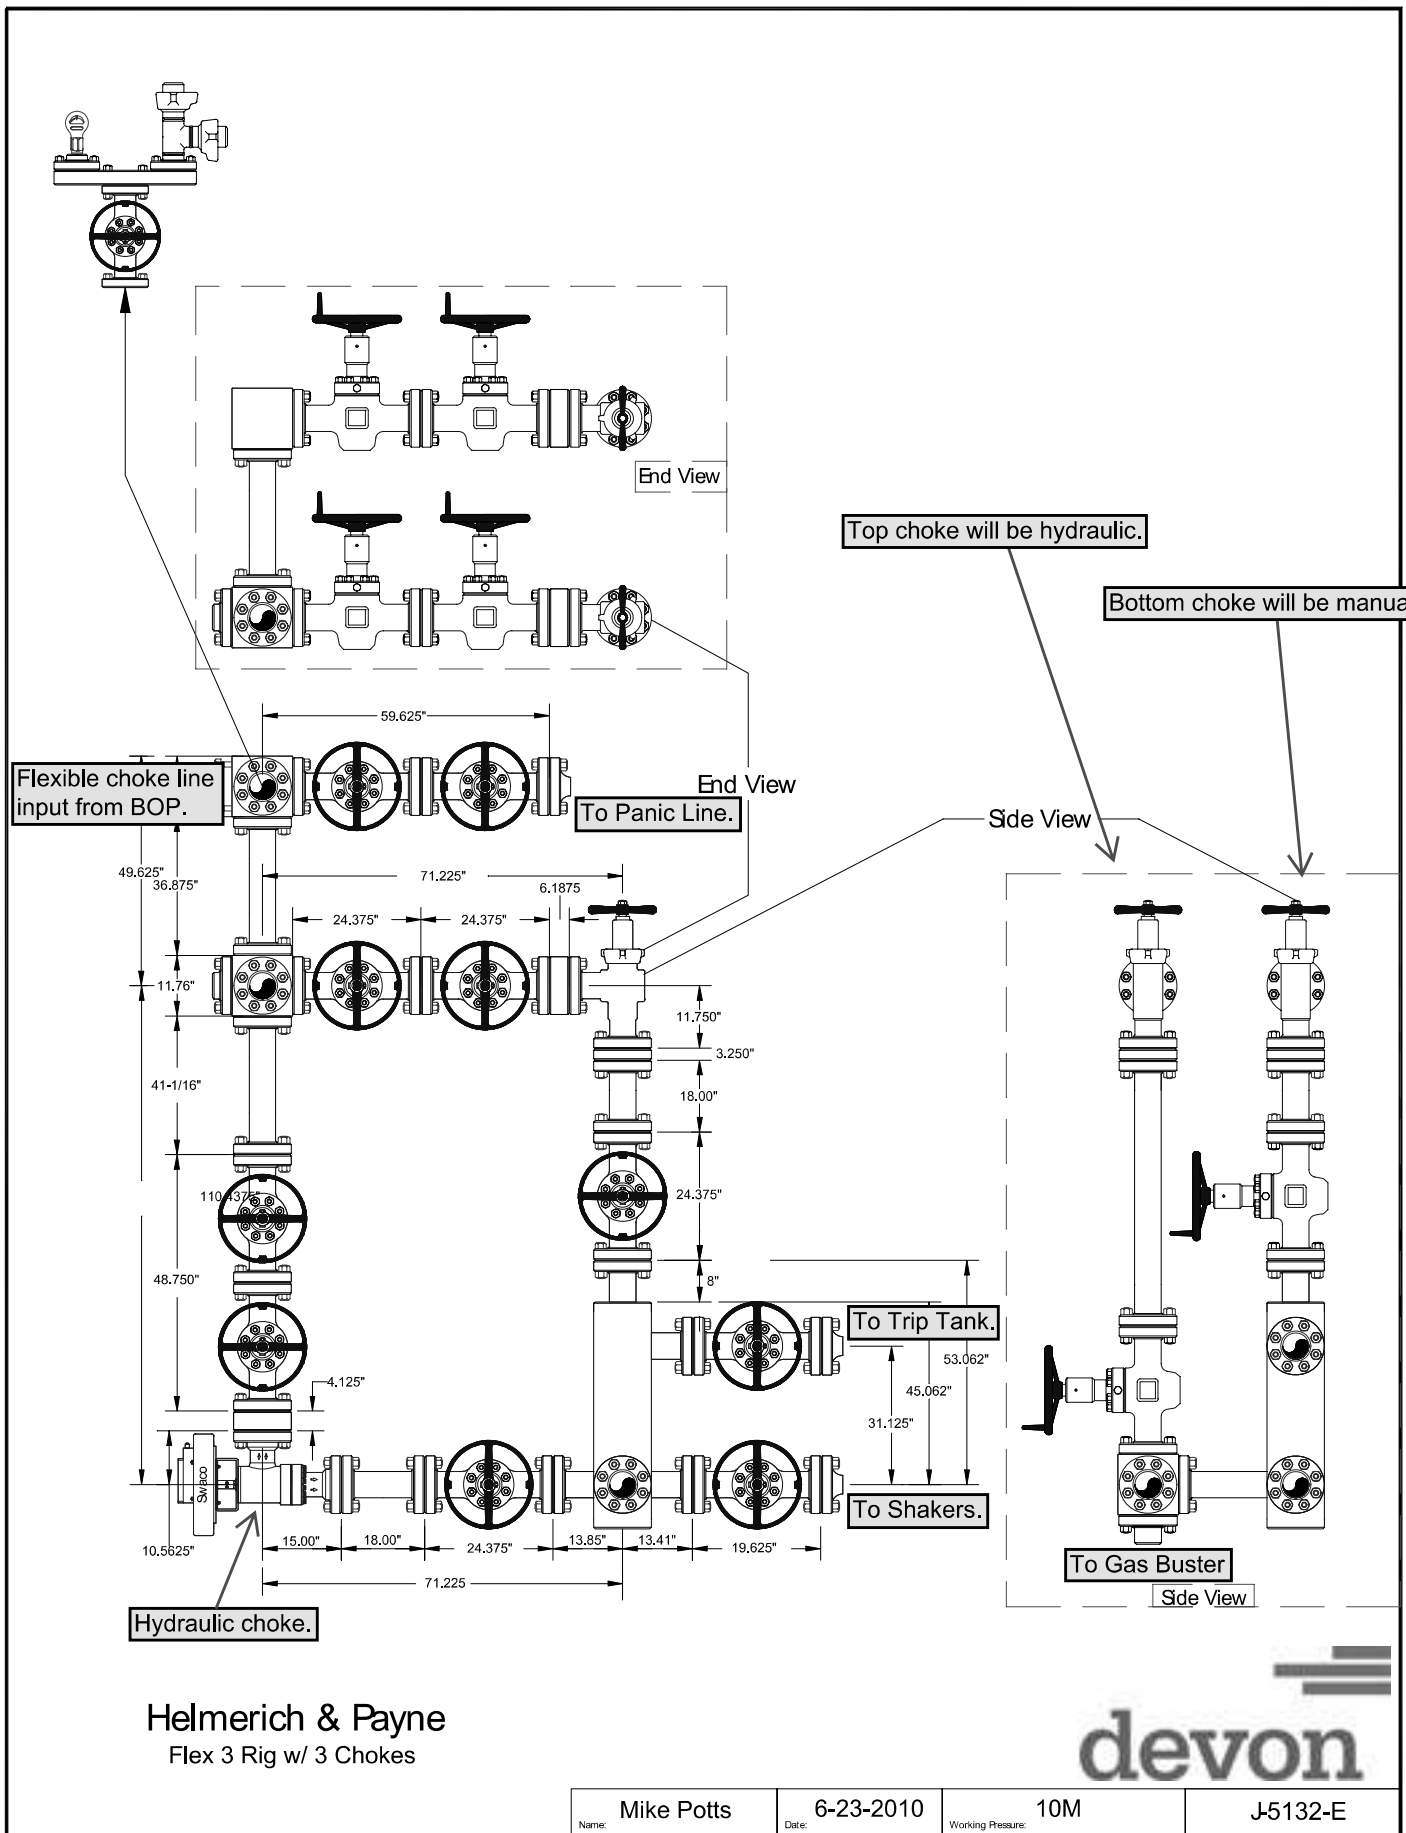 End View
Top choke will be hydraulic.
Bottom choke will be manua
59.625"
Flexible choke line
input from BOP.
End View
To Panic Line.
Side View
49.625"
36.875"
71.225"
6.1875
24.375"
24.375"
11.76"
11.750"
3.250"
41-1/16"
18.00"
110.4375"
24.375"
48.750"
8"
To Trip Tank.
53.062"
4.125"
45.062"
31.125"
Swaco
To Shakers.
10.5625"
15.00"
18.00"
24.375"
13.85"
13.41"
19.625"
To Gas Buster
71.225
Side View
Hydraulic choke.
Helmerich & Payne
Flex 3 Rig w/ 3 Chokes
devon
Name: Mike Potts
Date: 6-23-2010
Working Pressure: 10M
J-5132-E